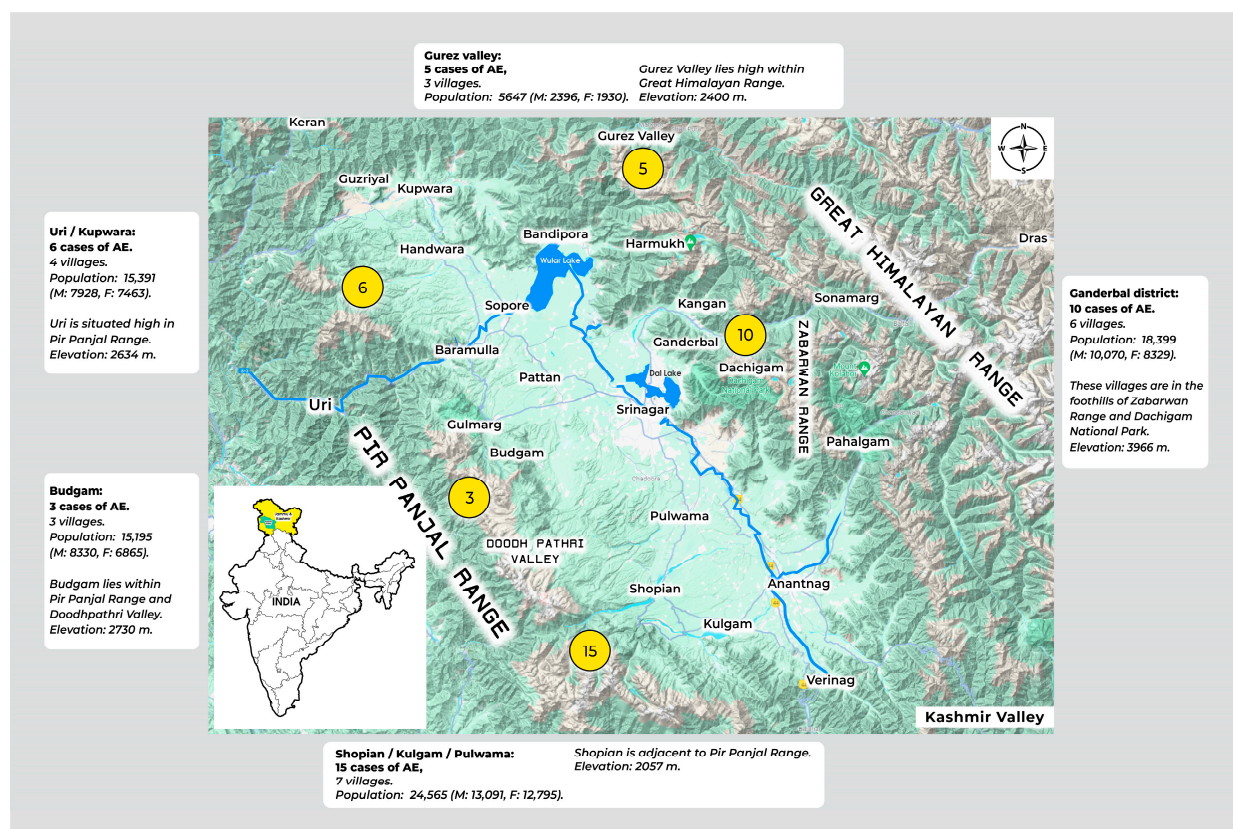 Gurez valley:
5 cases of AE,
3 villages.
Population: 5647 (M: 2396, F: 1930).
Gurez Valley lies high within
Great Himalayan Range.
Elevation: 2400 m.
Keran
Gurez Valley
N
W
E
S
5
Guzriyal
Kupwara
GREAT HIMALAYAN RANGE
Uri / Kupwara:
6 cases of AE.
4 villages.
Population: 15,391
(M: 7928, F: 7463).
Uri is situated high in
Pir Panjal Range.
Elevation: 2634 m.
Handwara
Bandipora
Harmukh
Dras
Wular Lake
6
Sopore
Kangan
Sonamarg
Ganderbal district:
10 cases of AE.
6 villages.
Population: 18,399
(M: 10,070, F: 8329).
These villages are in the
foothills of Zabarwan
Range and Dachigam
National Park.
Elevation: 3966 m.
10
Ganderbal
ZABARWAN RANGE
Baramulla
Dachigam
Pattan
Dal Lake
Uri
Srinagar
Gulmarg
PIR PANJAL RANGE
Budgam
Pahalgam
Chadoora
Budgam:
3 cases of AE.
3 villages.
Population: 15,195
(M: 8330, F: 6865).
Budgam lies within
Pir Panjal Range and
Doodhpathri Valley.
Elevation: 2730 m.
3
Pulwama
DOODH PATHRI
VALLEY
Jammu &
Kashmir
INDIA
Shopian
Anantnag
Kulgam
15
Verinag
Kashmir Valley
Shopian / Kulgam / Pulwama:
15 cases of AE,
7 villages.
Population: 24,565 (M: 13,091, F: 12,795).
Shopian is adjacent to Pir Panjal Range.
Elevation: 2057 m.